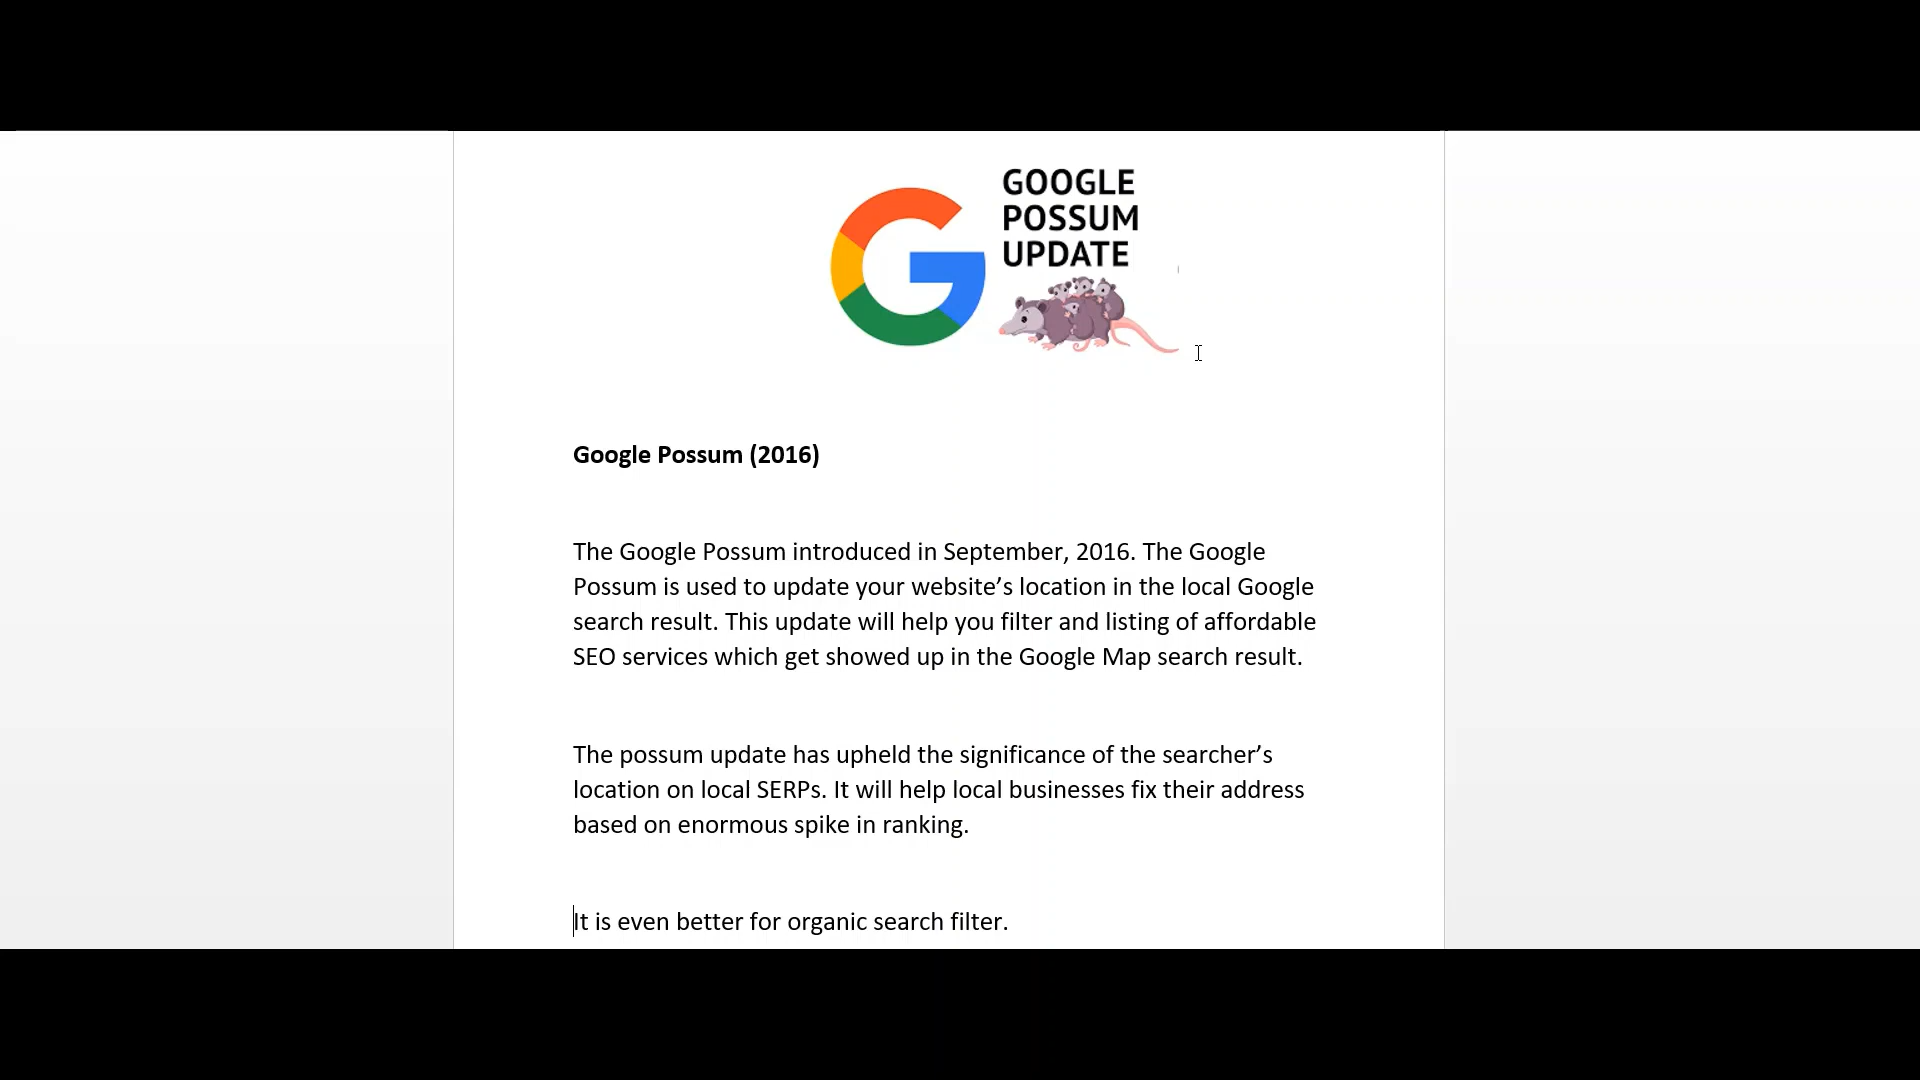 GOOGLE
POSSUM
UPDATE
Google Possum (2016)
The Google Possum introduced in September, 2016. The Google
Possum is used to update your website’s location in the local Google
search result. This update will help you filter and listing of affordable
SEO services which get showed up in the Google Map search result.
The possum update has upheld the significance of the searcher’s
location on local SERPs. It will help local businesses fix their address
based on enormous spike in ranking.
It is even better for organic search filter.